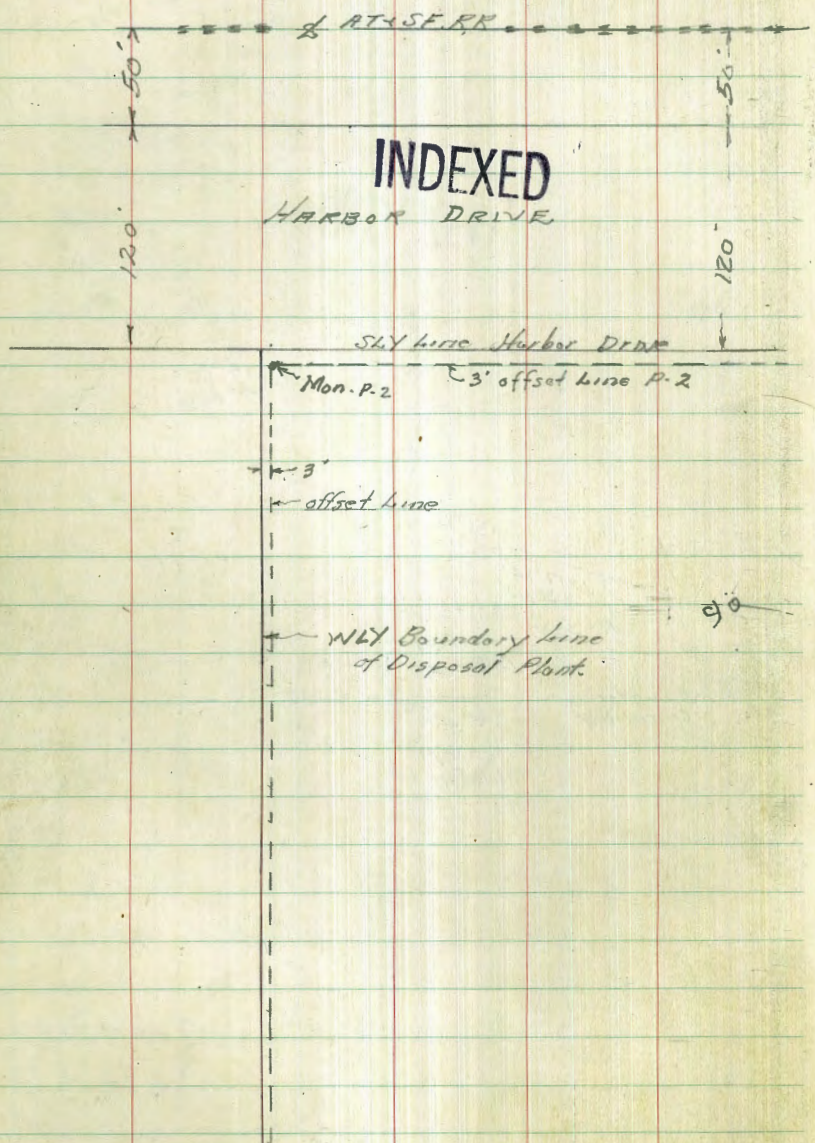 ℄ AT&SF. RR
50'
50'
INDEXED
HARBOR DRIVE
120'
120'
SLY Line Harbor Drive
Mon. P-2
3' offset Line P-2
3'
offset Line
WLY Boundary Line
of Disposal Plant.